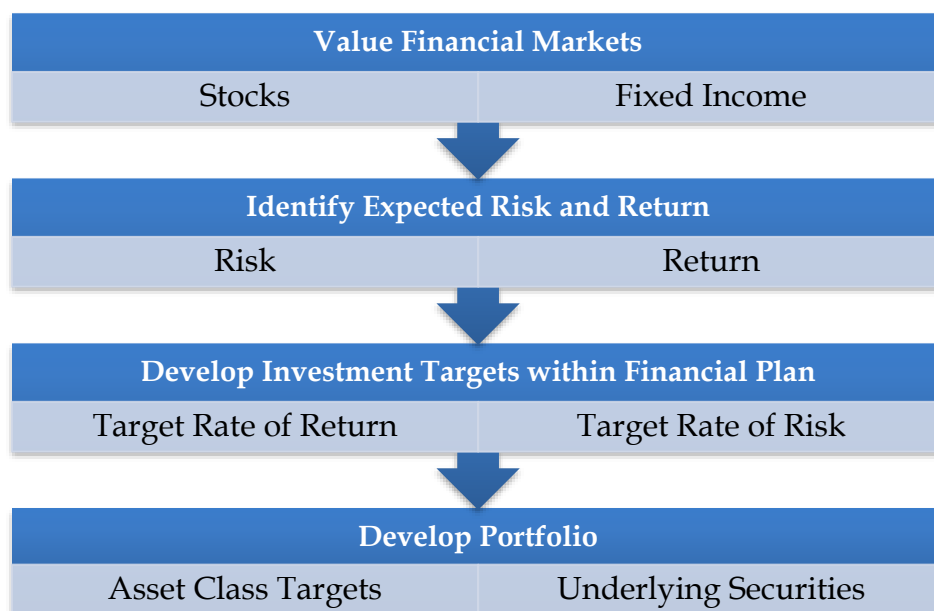 Value Financial Markets
Stocks Fixed Income
Identify Expected Risk and Return
Risk Return
Develop Investment Targets within Financial Plan
Target Rate of Return Target Rate of Risk
Develop Portfolio
Asset Class Targets Underlying Securities